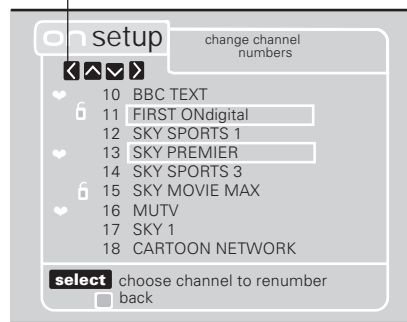 on setup
change channel
numbers
10 BBC TEXT
11 FIRST ONdigital
12 SKY SPORTS 1
13 SKY PREMIER
14 SKY SPORTS 3
15 SKY MOVIE MAX
16 MUTV
17 SKY 1
18 CARTOON NETWORK
select choose channel to renumber
back